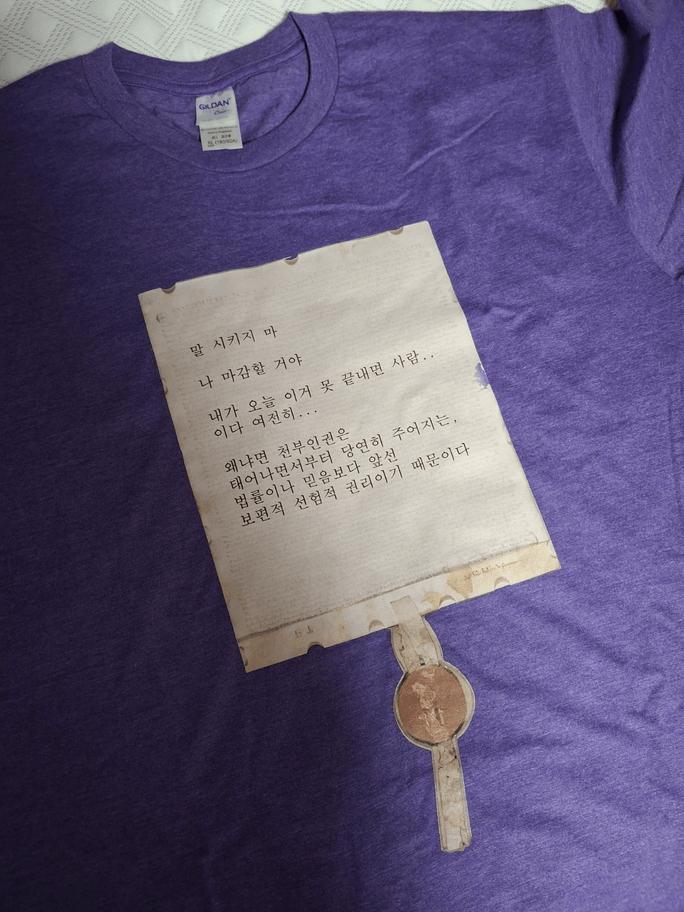 GILDAN
말 시키지 마
나 마감할 거야
내가 오늘 이거 못 끝내면 사람..
이다 여전히...
왜냐면 천부인권은
태어나면서부터 당연히 주어지는,
법률이나 믿음보다 앞선
보편적 선험적 권리이기 때문이다